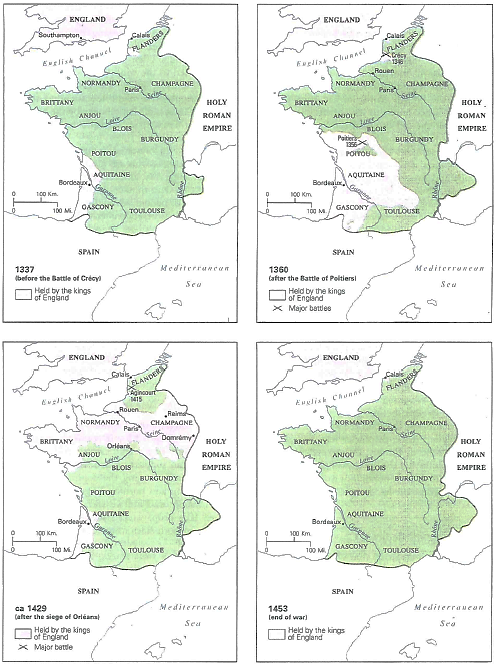 ENGLAND
Southampton
Calais
FLANDERS
English Channel
NORMANDY
CHAMPAGNE
Paris
Seine
BRITTANY
HOLY
ROMAN
EMPIRE
ANJOU
Loire
BLOIS
BURGUNDY
POITOU
AQUITAINE
Bordeaux
Garonne
Rhône
GASCONY
TOULOUSE
0 100 Km.
0 100 Mi.
SPAIN
Mediterranean
Sea
1337
(before the Battle of Crécy)
Held by the kings
of England
ENGLAND
Calais
FLANDERS
Crécy
1346
English Channel
Rouen
NORMANDY
CHAMPAGNE
Paris
Seine
BRITTANY
HOLY
ROMAN
EMPIRE
ANJOU
Loire
BLOIS
BURGUNDY
Poitiers
1356
POITOU
AQUITAINE
Bordeaux
Garonne
Rhône
GASCONY
TOULOUSE
0 100 Km.
0 100 Mi.
SPAIN
Mediterranean
Sea
1360
(after the Battle of Poitiers)
Held by the kings
of England
Major battles
ENGLAND
Calais
FLANDERS
Agincourt
1415
English Channel
Rouen
Reims
NORMANDY
CHAMPAGNE
Paris
Seine
Domrémy
BRITTANY
Orléans
HOLY
ROMAN
EMPIRE
ANJOU
Loire
BLOIS
BURGUNDY
POITOU
AQUITAINE
Bordeaux
Garonne
Rhône
GASCONY
TOULOUSE
0 100 Km.
0 100 Mi.
SPAIN
Mediterranean
Sea
ca 1429
(after the siege of Orléans)
Held by the kings
of England
Major battle
ENGLAND
Calais
FLANDERS
English Channel
NORMANDY
CHAMPAGNE
Paris
Seine
BRITTANY
HOLY
ROMAN
EMPIRE
ANJOU
Loire
BLOIS
BURGUNDY
POITOU
AQUITAINE
Bordeaux
Garonne
Rhône
GASCONY
TOULOUSE
0 100 Km.
0 100 Mi.
SPAIN
Mediterranean
Sea
1453
(end of war)
Held by the kings
of England